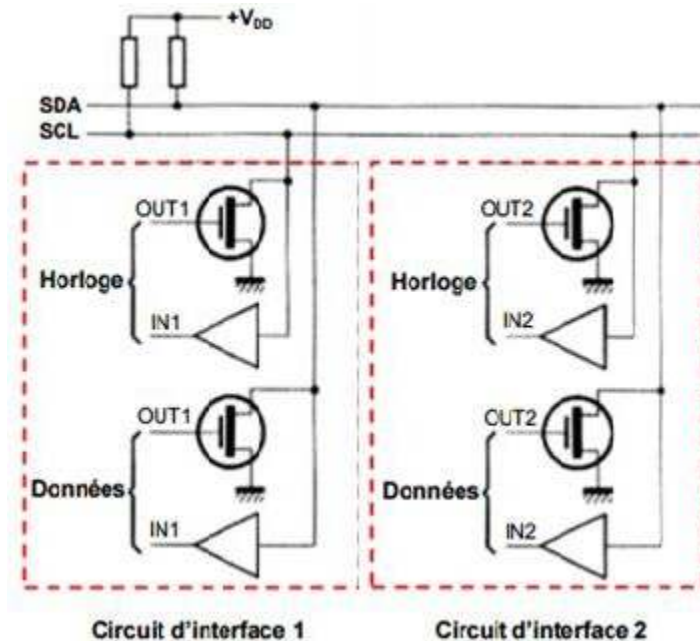 +VDD
SDA
SCL
OUT1
Horloge
IN1
OUT1
Données
IN1
OUT2
Horloge
IN2
OUT2
Données
IN2
Circuit d'interface 1
Circuit d'interface 2